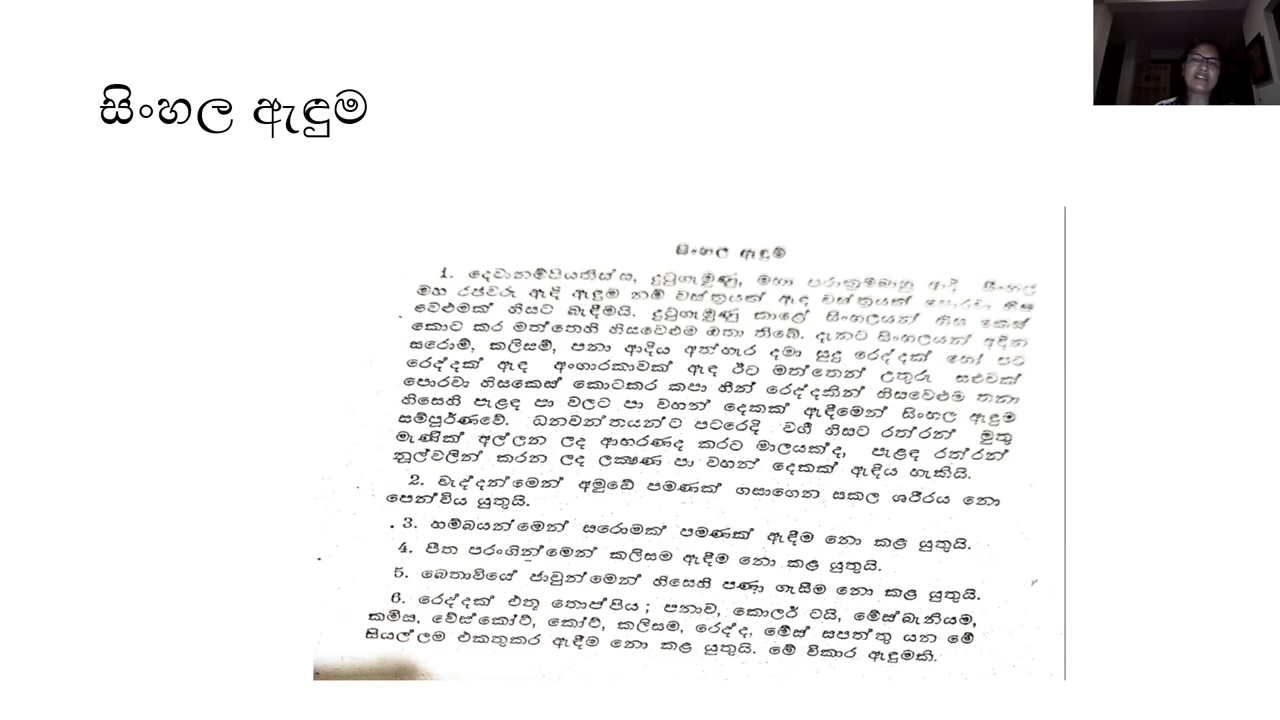 සිංහල ඇඳුම
සිංහල ඇඳුම
1. දෙවානම්පියතිස්ස, දුටුගැමුණු, මහා පරාක්‍රමබාහු ආදි සිංහල
මහ රජවරු ඇඳි ඇඳුම නම් වස්ත්‍රයක් ඇඳ වස්ත්‍රයක් පොරවා හිස
වෙළුමක් හිසට බැඳීමයි. දුටුගැමුණු කාලේ සිංහලයන් හිස කෙස්
කොට කර මත්තෙහි හිසවෙළුම ඔතා තිබේ. දැනට සිංහලයන් අඳින
සරොම්, කලිසම්, පනා ආදිය අත්හැර දමා සුදු රෙද්දක් හෝ පට
රෙද්දක් ඇඳ අංගාරකාවක් ඇඳ ඊට මත්තෙන් උතුරු සළුවක්
පොරවා හිසකෙස් කොටකර කපා හීන් රෙද්දකින් හිසවෙළුම තනා
හිසෙහි පැළඳ පා වලට පා වහන් දෙකක් ඇඳීමෙන් සිංහල ඇඳුම
සම්පූර්ණවේ. ධනවන්තයන්ට පටරෙදි වගී හිසට රත්රන් මුතු
මැණික් අල්ලන ලද ආභරණද කරට මාලයක්ද, පැළඳ රත්රන්
නූල්වලින් කරන ලද ලක්‍ෂණ පා වහන් දෙකක් ඇඳිය හැකියි.
2. වැද්දන්මෙන් අමුඩේ පමණක් ගසාගෙන සකල ශරීරය නො
පෙන්විය යුතුයි.
3. හම්බයන්මෙන් සරොමක් පමණක් ඇඳීම නො කළ යුතුයි.
4. පීත පරංගින්මෙන් කලිසම ඇඳීම නො කළ යුතුයි.
5. බෙතාවියේ ජාවුන්මෙන් හිසෙහි පණා ගැසීම නො කළ යුතුයි.
6. රෙද්දක් එතූ තොප්පිය; පනාව, කොලර් ටයි, මේස්බැනියම,
කමිස, වේස්කෝට්, කෝට්, කලිසම, රෙද්ද, මේස් සපත්තු යන මේ
සියල්ලම එකතුකර ඇඳීම නො කළ යුතුයි. මේ විකාර ඇඳුමකි.